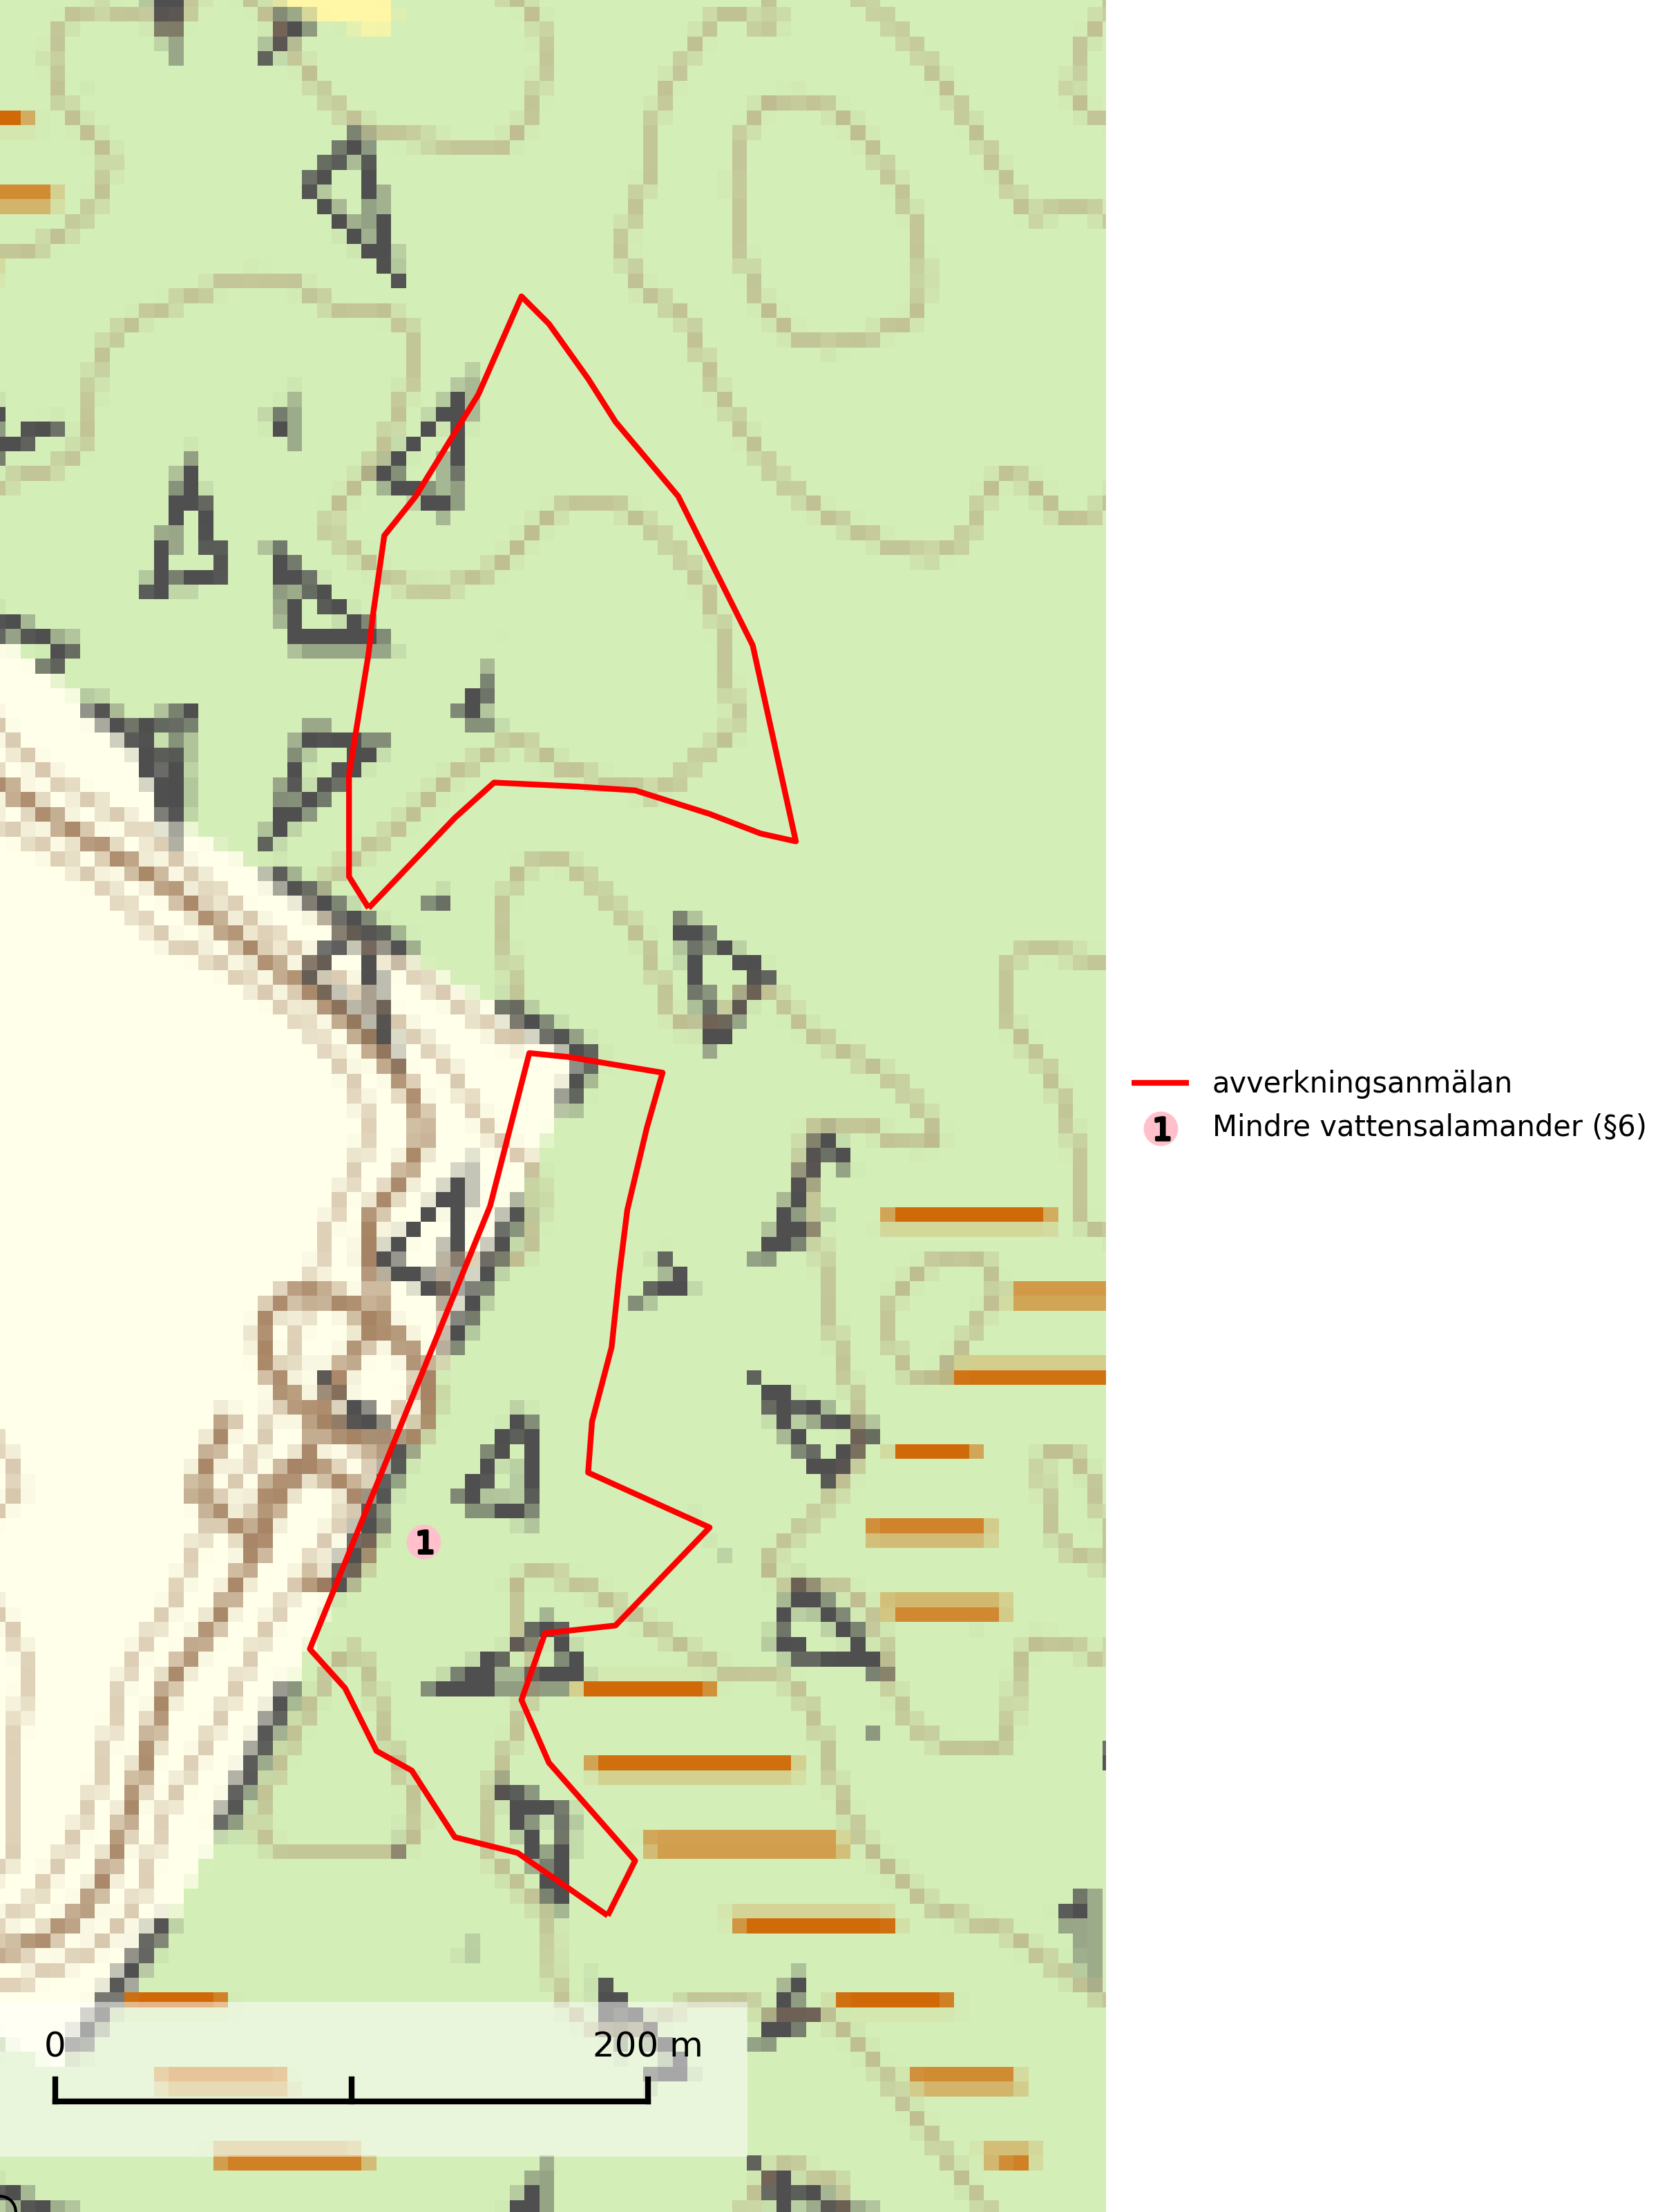 avverkningsanmälan
1 Mindre vattensalamander (§6)
1
0 200 m